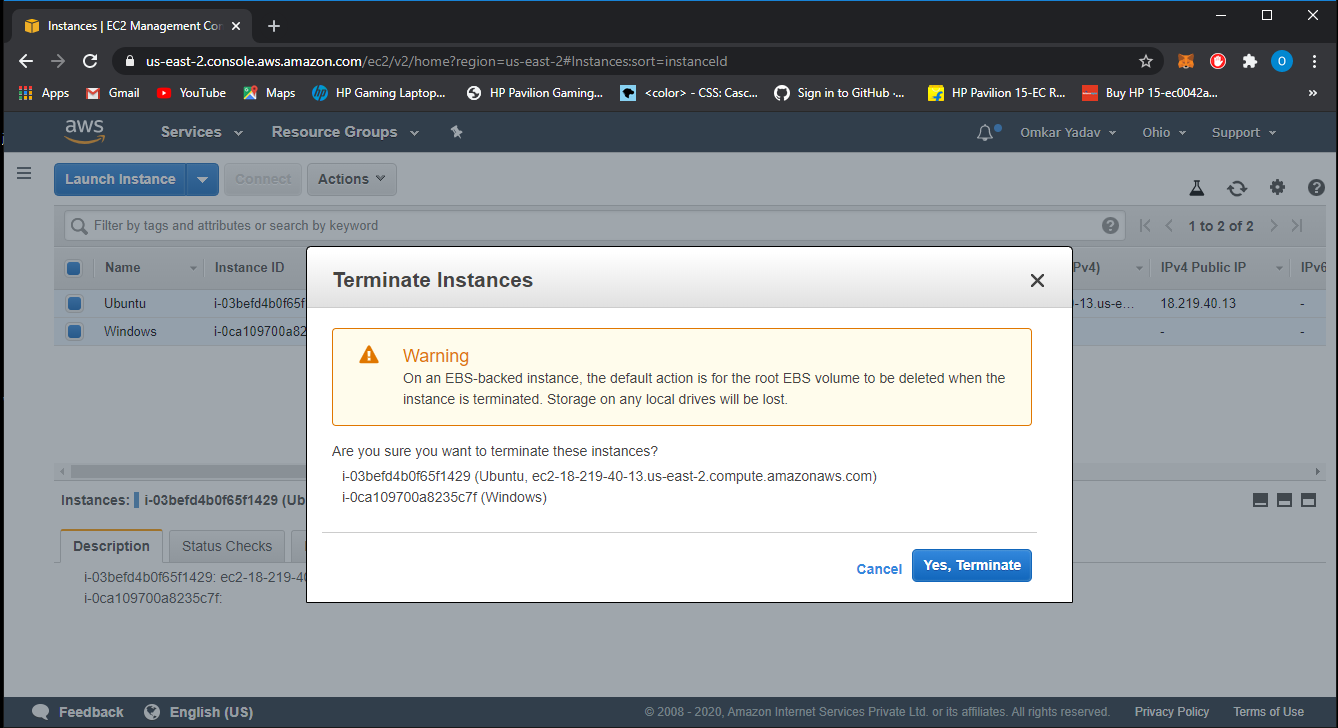 Instances | EC2 Management Con
us-east-2.console.aws.amazon.com/ec2/v2/home?region=us-east-2#Instances:sort=instanceId
O
Apps Gmail YouTube Maps HP Gaming Laptop... HP Pavilion Gaming... <color> - CSS: Casc... Sign in to GitHub ·... HP Pavilion 15-EC R... Buy HP 15-ec0042a... »
aws Services Resource Groups Omkar Yadav Ohio Support
Launch Instance Connect Actions
Filter by tags and attributes or search by keyword 1 to 2 of 2
Name Instance ID Pv4) IPv4 Public IP IPv6
Ubuntu i-03befd4b0f65f -13.us-e... 18.219.40.13 -
Windows i-0ca109700a82 - -
Terminate Instances
Warning
On an EBS-backed instance, the default action is for the root EBS volume to be deleted when the
instance is terminated. Storage on any local drives will be lost.
Are you sure you want to terminate these instances?
i-03befd4b0f65f1429 (Ubuntu, ec2-18-219-40-13.us-east-2.compute.amazonaws.com)
i-0ca109700a8235c7f (Windows)
Cancel Yes, Terminate
Instances: i-03befd4b0f65f1429 (Ub
Description Status Checks
i-03befd4b0f65f1429: ec2-18-219-40
i-0ca109700a8235c7f:
Feedback English (US) © 2008 - 2020, Amazon Internet Services Private Ltd. or its affiliates. All rights reserved. Privacy Policy Terms of Use